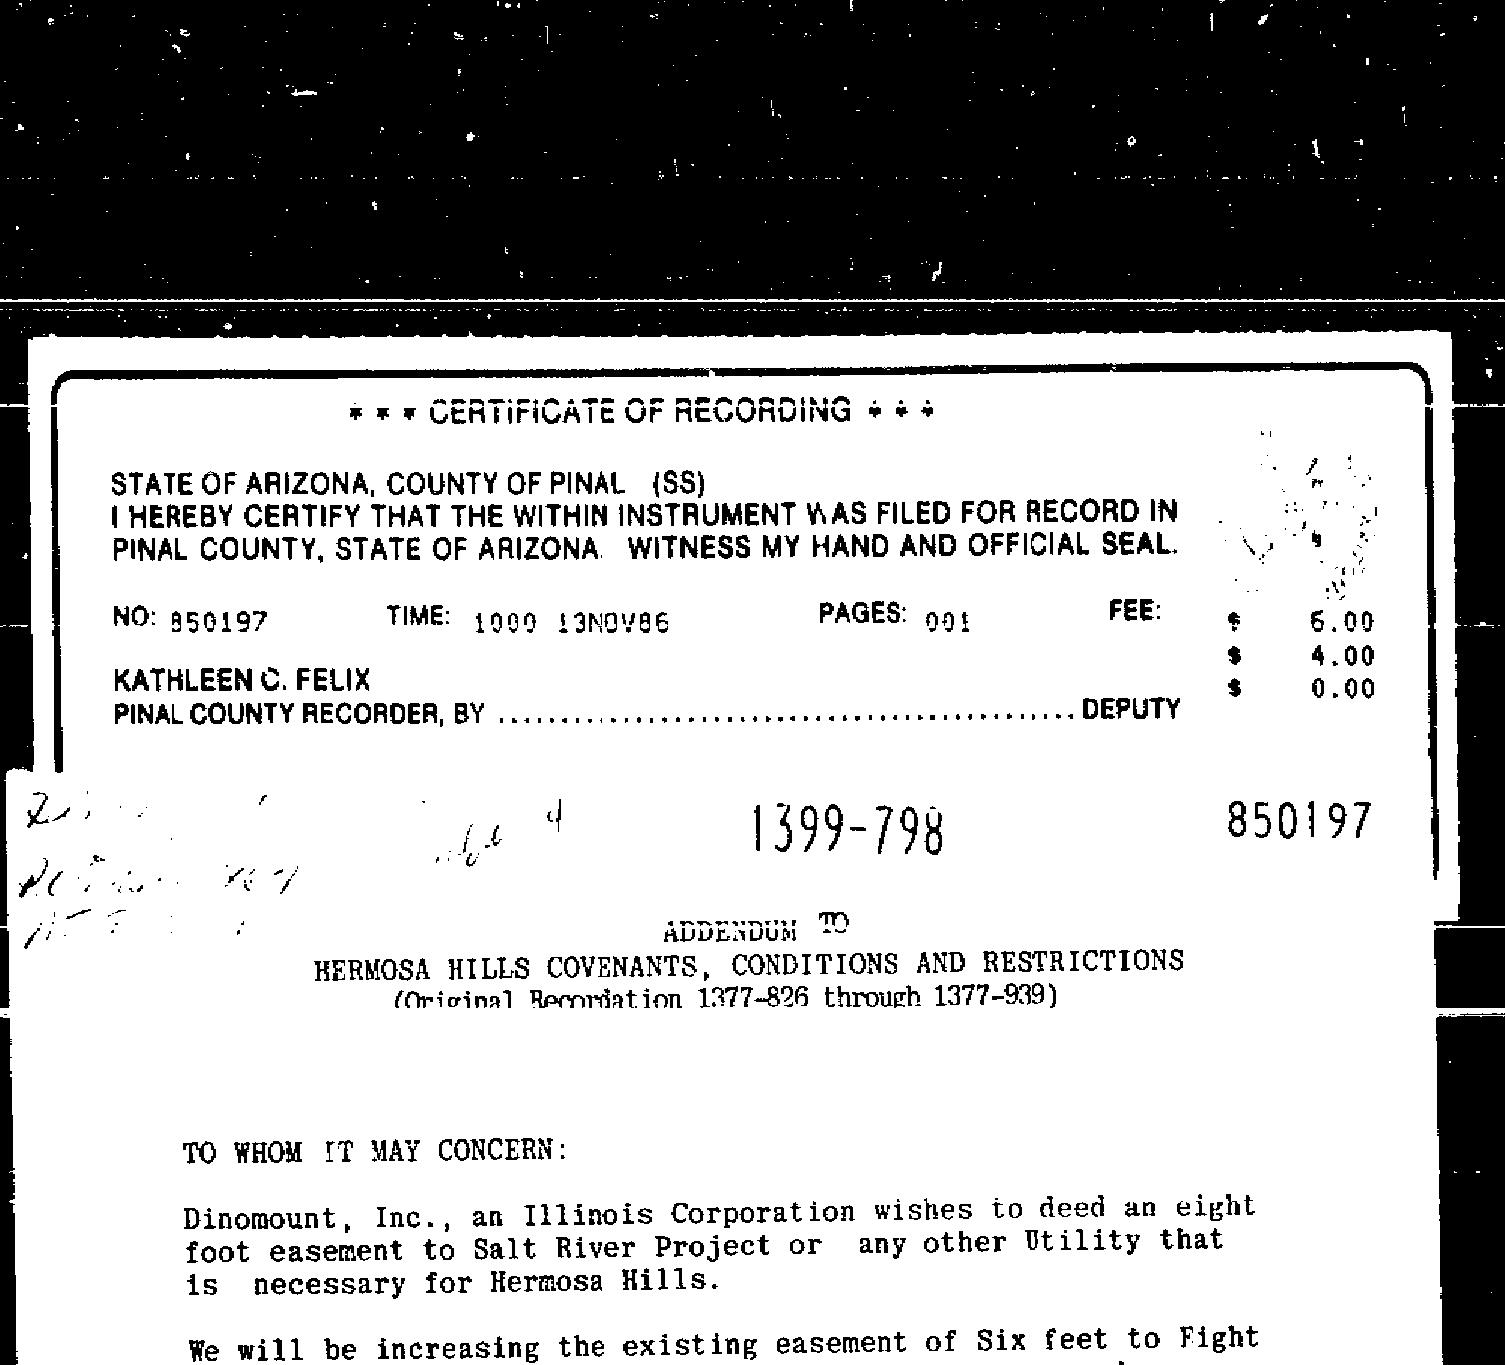 * * * CERTIFICATE OF RECORDING * * *
STATE OF ARIZONA, COUNTY OF PINAL (SS)
I HEREBY CERTIFY THAT THE WITHIN INSTRUMENT WAS FILED FOR RECORD IN
PINAL COUNTY, STATE OF ARIZONA. WITNESS MY HAND AND OFFICIAL SEAL.
NO: 850197 TIME: 1000 13NOV86 PAGES: 001 FEE: $ 6.00
$ 4.00
$ 0.00
KATHLEEN C. FELIX
PINAL COUNTY RECORDER, BY .............................................. DEPUTY
1399-798 850197
ADDENDUM TO
HERMOSA HILLS COVENANTS, CONDITIONS AND RESTRICTIONS
(Original Recordation 1377-826 through 1377-939)
TO WHOM IT MAY CONCERN:
Dinomount, Inc., an Illinois Corporation wishes to deed an eight
foot easement to Salt River Project or any other Utility that
is necessary for Hermosa Hills.
We will be increasing the existing easement of Six feet to Eight